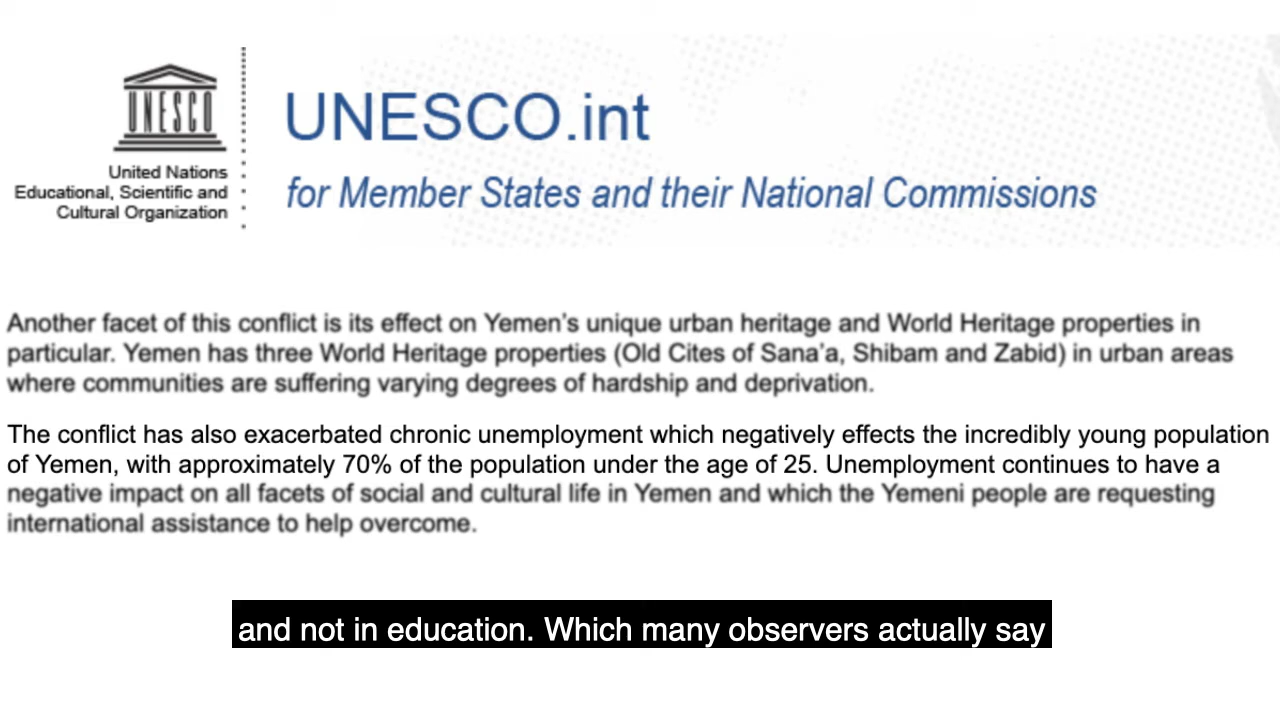 UNESCO
United Nations
Educational, Scientific and
Cultural Organization
UNESCO.int
for Member States and their National Commissions
Another facet of this conflict is its effect on Yemen's unique urban heritage and World Heritage properties in
particular. Yemen has three World Heritage properties (Old Cites of Sana'a, Shibam and Zabid) in urban areas
where communities are suffering varying degrees of hardship and deprivation.
The conflict has also exacerbated chronic unemployment which negatively effects the incredibly young population
of Yemen, with approximately 70% of the population under the age of 25. Unemployment continues to have a
negative impact on all facets of social and cultural life in Yemen and which the Yemeni people are requesting
international assistance to help overcome.
and not in education. Which many observers actually say